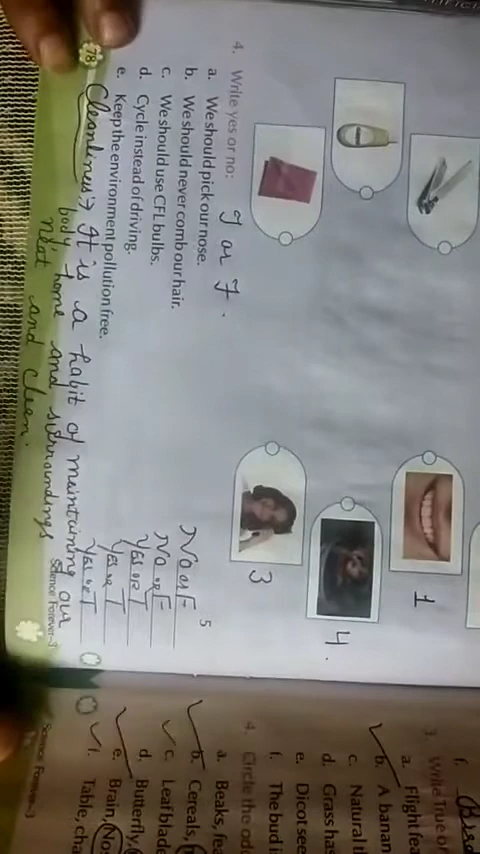 1
4.
3
4. Write yes or no: T or F.
5
a. We should pick our nose. No or F
b. We should never comb our hair. No or F
c. We should use CFL bulbs. Yes or T
d. Cycle instead of driving. Yes or T
e. Keep the environment pollution free. Yes or T
Cleanliness → It is a habit of maintaining our
body, home and surroundings
neat and clean.
78
Science Forever-3
f.
3. Write True or
a. Flight fea
b. A banan
c. Natural
d. Grass has
e. Dicot see
f. The bud i
4. Circle the odd
a. Beaks, fea
b. Cereals,
c. Leaf blade
d. Butterfly,
e. Brain, Nos
f. Table, cha
Science Forever-3